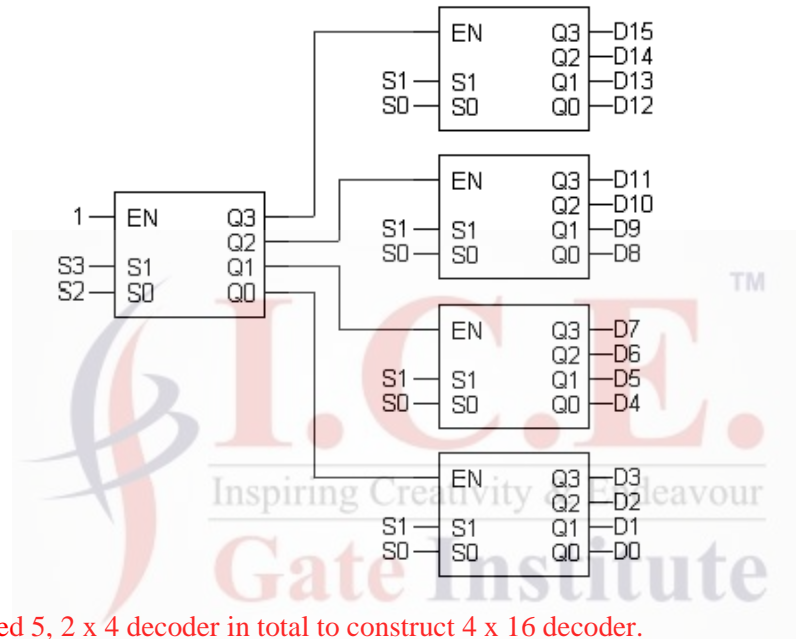 EN Q3 D15
Q2 D14
S1 S1 Q1 D13
S0 S0 Q0 D12
EN Q3 D11
Q2 D10
S1 S1 Q1 D9
S0 S0 Q0 D8
1 EN Q3
Q2
S3 S1 Q1
S2 S0 Q0
TM
I.C.E.
EN Q3 D7
Q2 D6
S1 S1 Q1 D5
S0 S0 Q0 D4
Inspiring Creativity & Endeavour
EN Q3 D3
Q2 D2
S1 S1 Q1 D1
S0 S0 Q0 D0
Gate Institute
5, 2 x 4 decoder in total to construct 4 x 16 decoder.